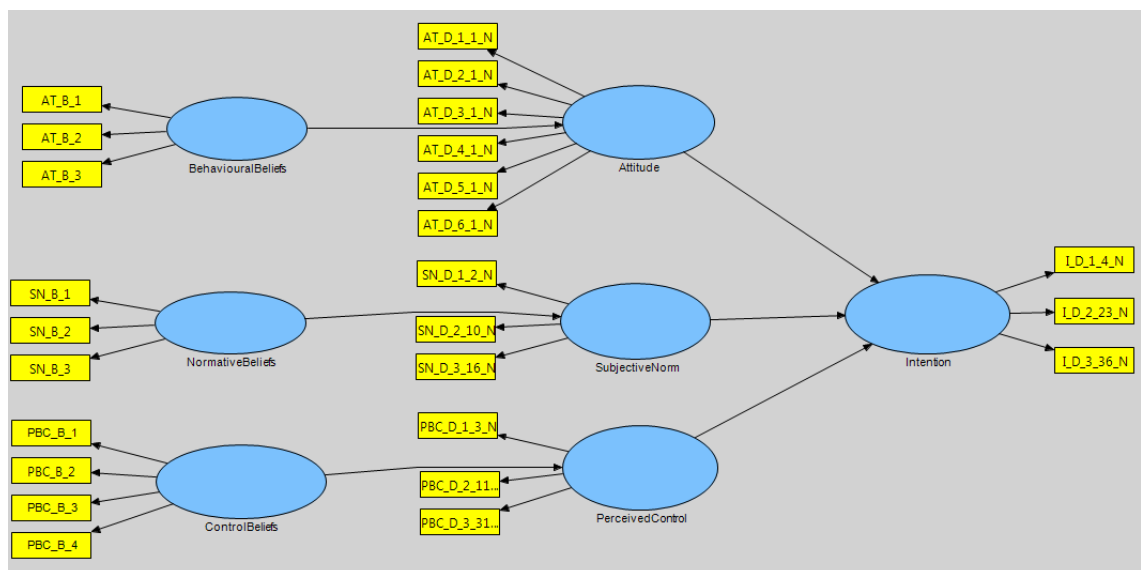 AT_D_1_1_N
AT_D_2_1_N
AT_D_3_1_N
AT_D_4_1_N
AT_D_5_1_N
AT_D_6_1_N
AT_B_1
AT_B_2
AT_B_3
BehaviouralBeliefs
Attitude
SN_B_1
SN_B_2
SN_B_3
NormativeBeliefs
SN_D_1_2_N
SN_D_2_10_N
SN_D_3_16_N
SubjectiveNorm
I_D_1_4_N
I_D_2_23_N
I_D_3_36_N
Intention
PBC_B_1
PBC_B_2
PBC_B_3
PBC_B_4
ControlBeliefs
PBC_D_1_3_N
PBC_D_2_11...
PBC_D_3_31...
PerceivedControl